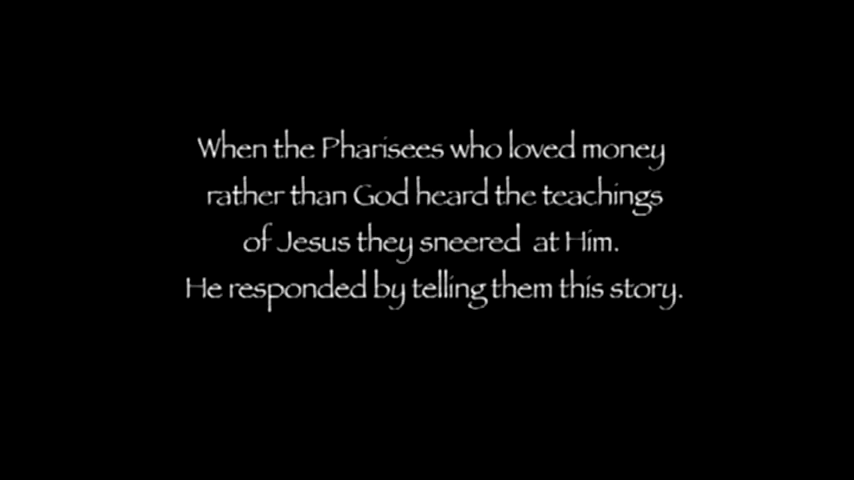 When the Pharisees who loved money
rather than God heard the teachings
of Jesus they sneered at Him.
He responded by telling them this story.